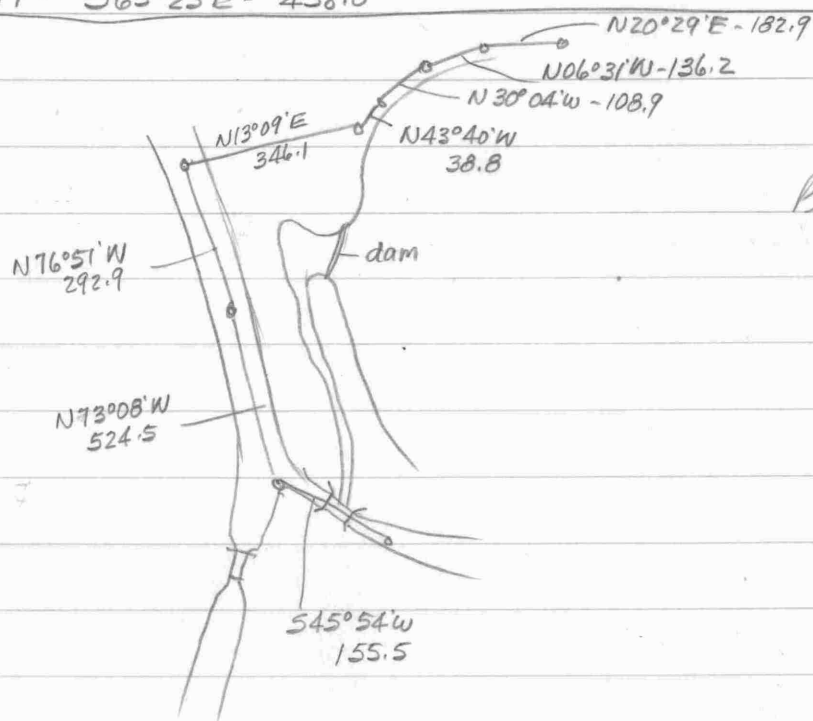 N20°29'E - 182.9
N06°31'W - 136.2
N30°04'W - 108.9
N43°40'W
38.8
N13°09'E
346.1
dam
N76°51'W
292.9
N73°08'W
524.5
S45°54'W
155.5